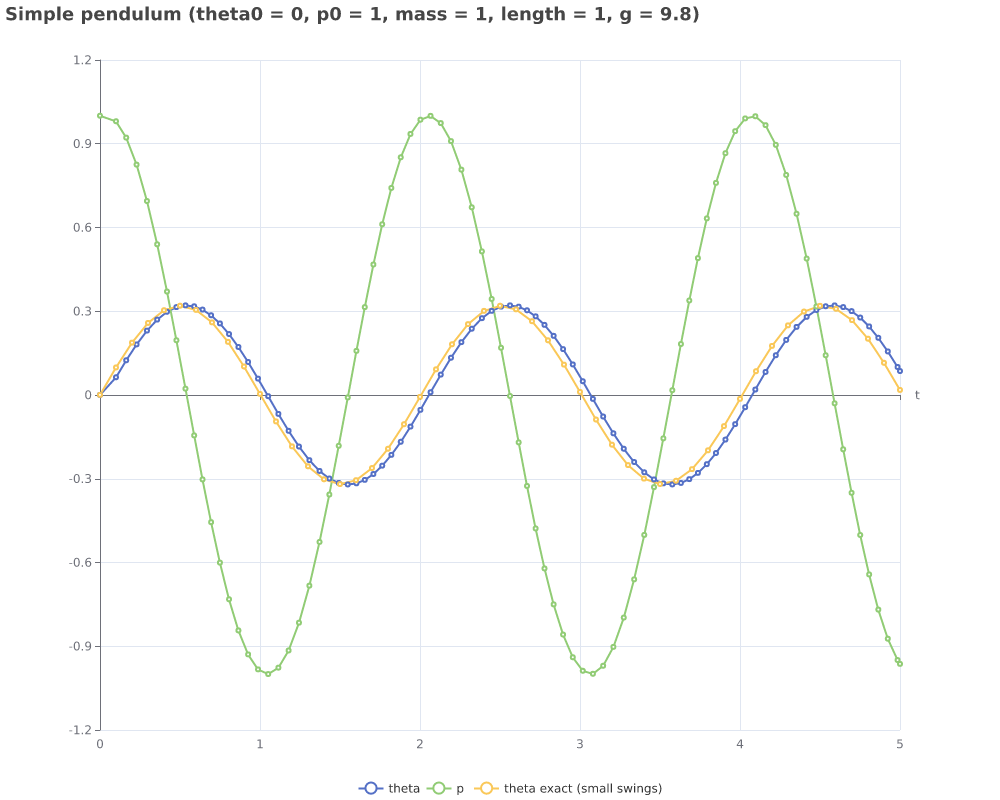 Simple pendulum (theta0 = 0, p0 = 1, mass = 1, length = 1, g = 9.8)
1.2
0.9
0.6
0.3
0
-0.3
-0.6
-0.9
-1.2
t
0 1 2 3 4 5
theta p theta exact (small swings)